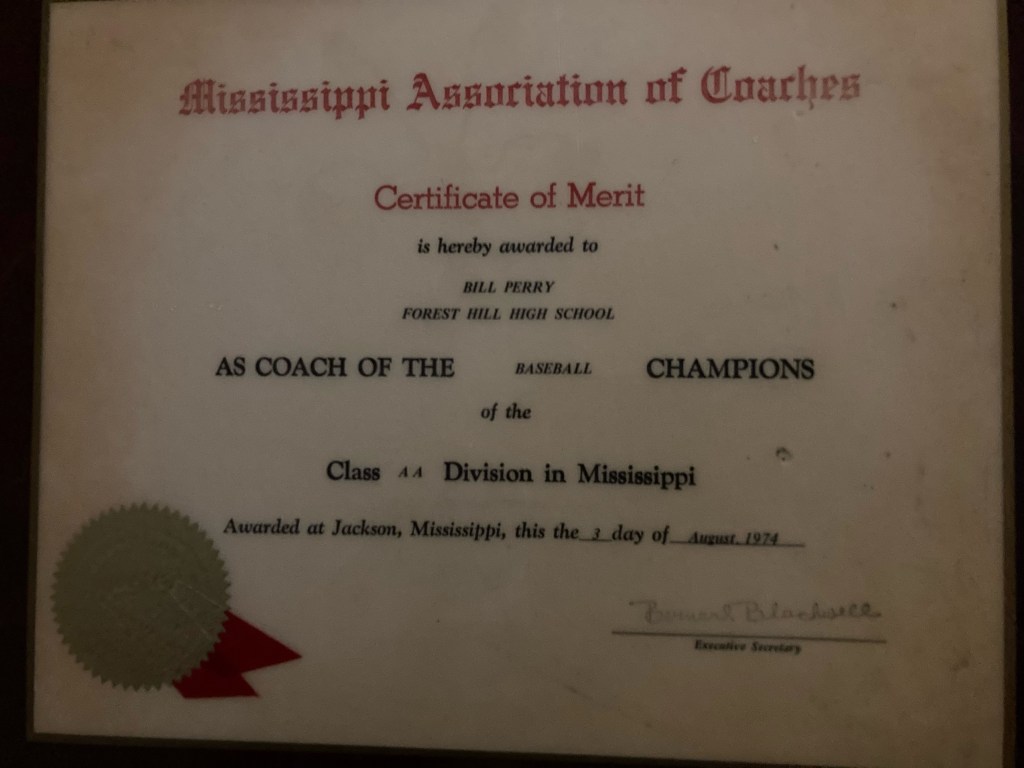 Mississippi Association of Coaches
Certificate of Merit
is hereby awarded to
BILL PERRY
FOREST HILL HIGH SCHOOL
AS COACH OF THE BASEBALL CHAMPIONS
of the
Class AA Division in Mississippi
Awarded at Jackson, Mississippi, this the 3 day of August, 1974
Bernard Blackwell
Executive Secretary